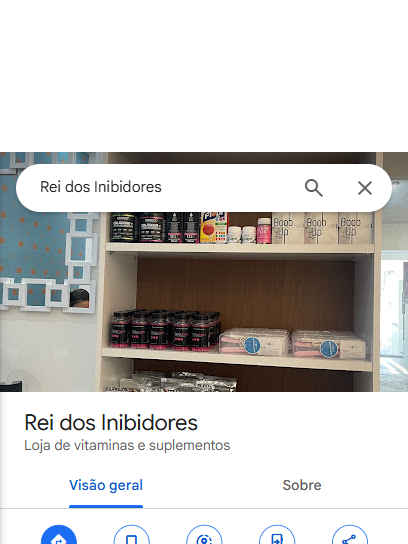 Rei dos Inibidores
Boob Up
Boob Up
Boob Up
Rei dos Inibidores
Loja de vitaminas e suplementos
Visão geral
Sobre